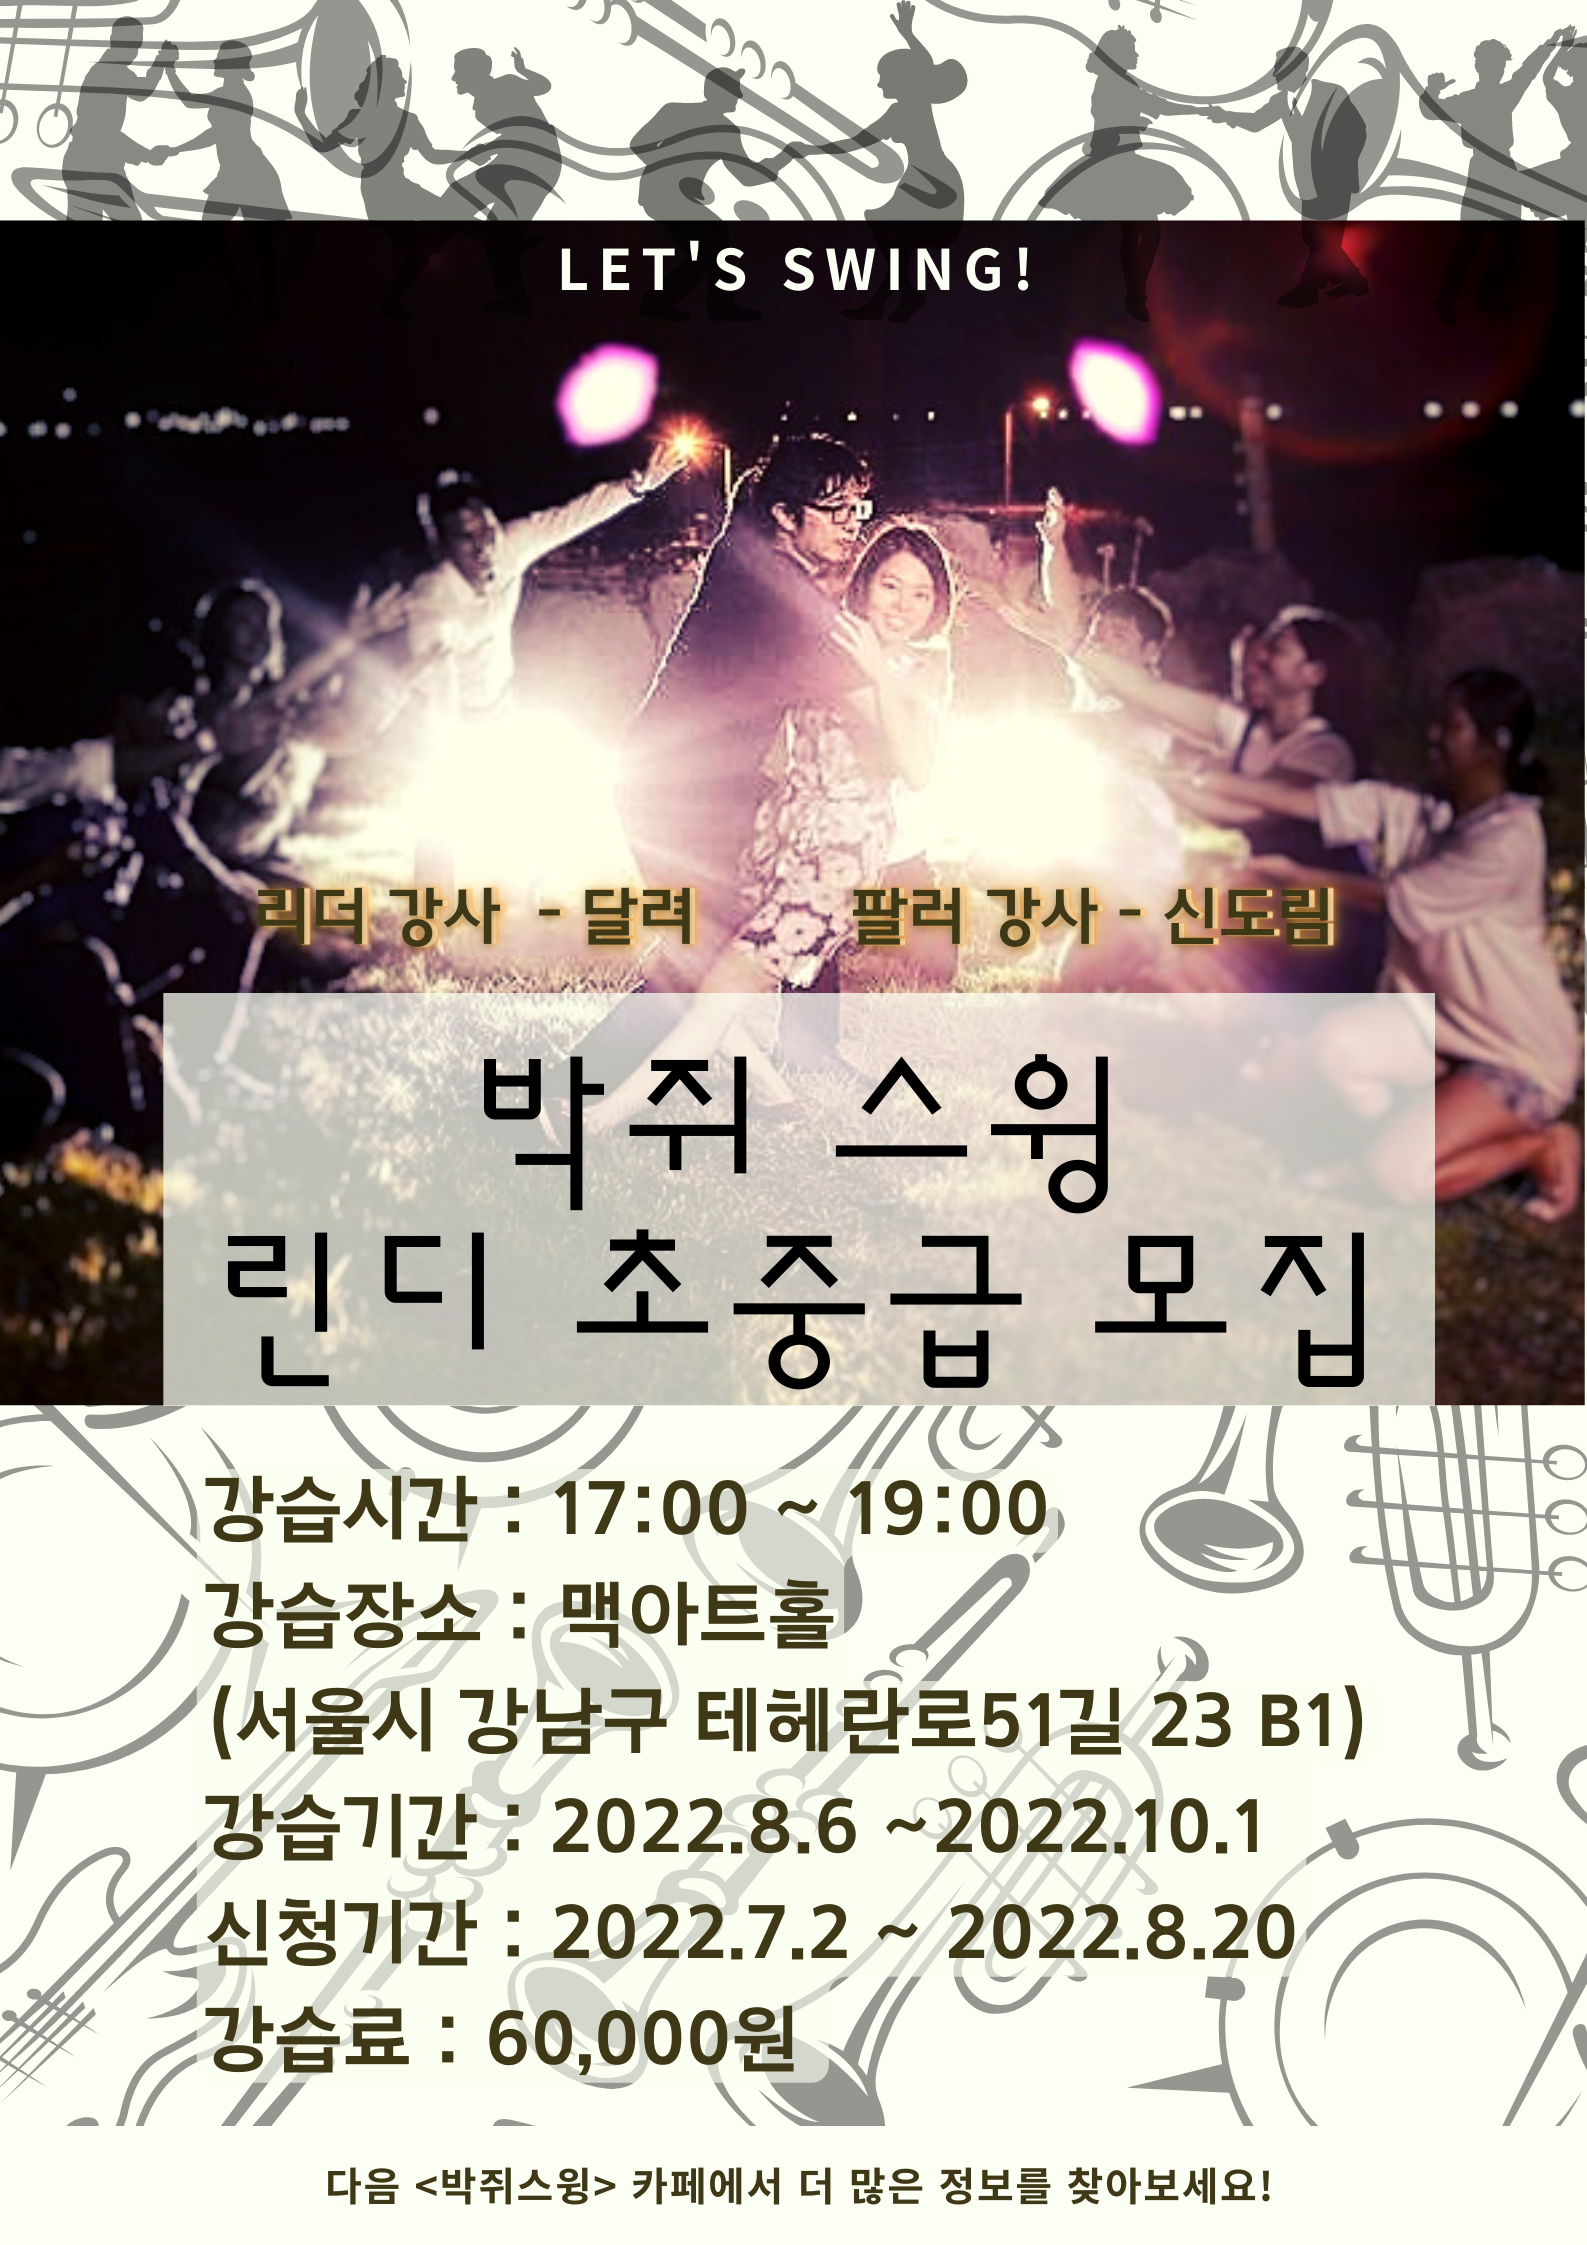 LET'S SWING!
리더 강사 - 달려 팔러 강사 - 신도림
박쥐 스윙
린디 초중급 모집
강습시간 : 17:00 ~ 19:00
강습장소 : 맥아트홀
(서울시 강남구 테헤란로51길 23 B1)
강습기간 : 2022.8.6 ~2022.10.1
신청기간 : 2022.7.2 ~ 2022.8.20
강습료 : 60,000원
다음 <박쥐스윙> 카페에서 더 많은 정보를 찾아보세요!